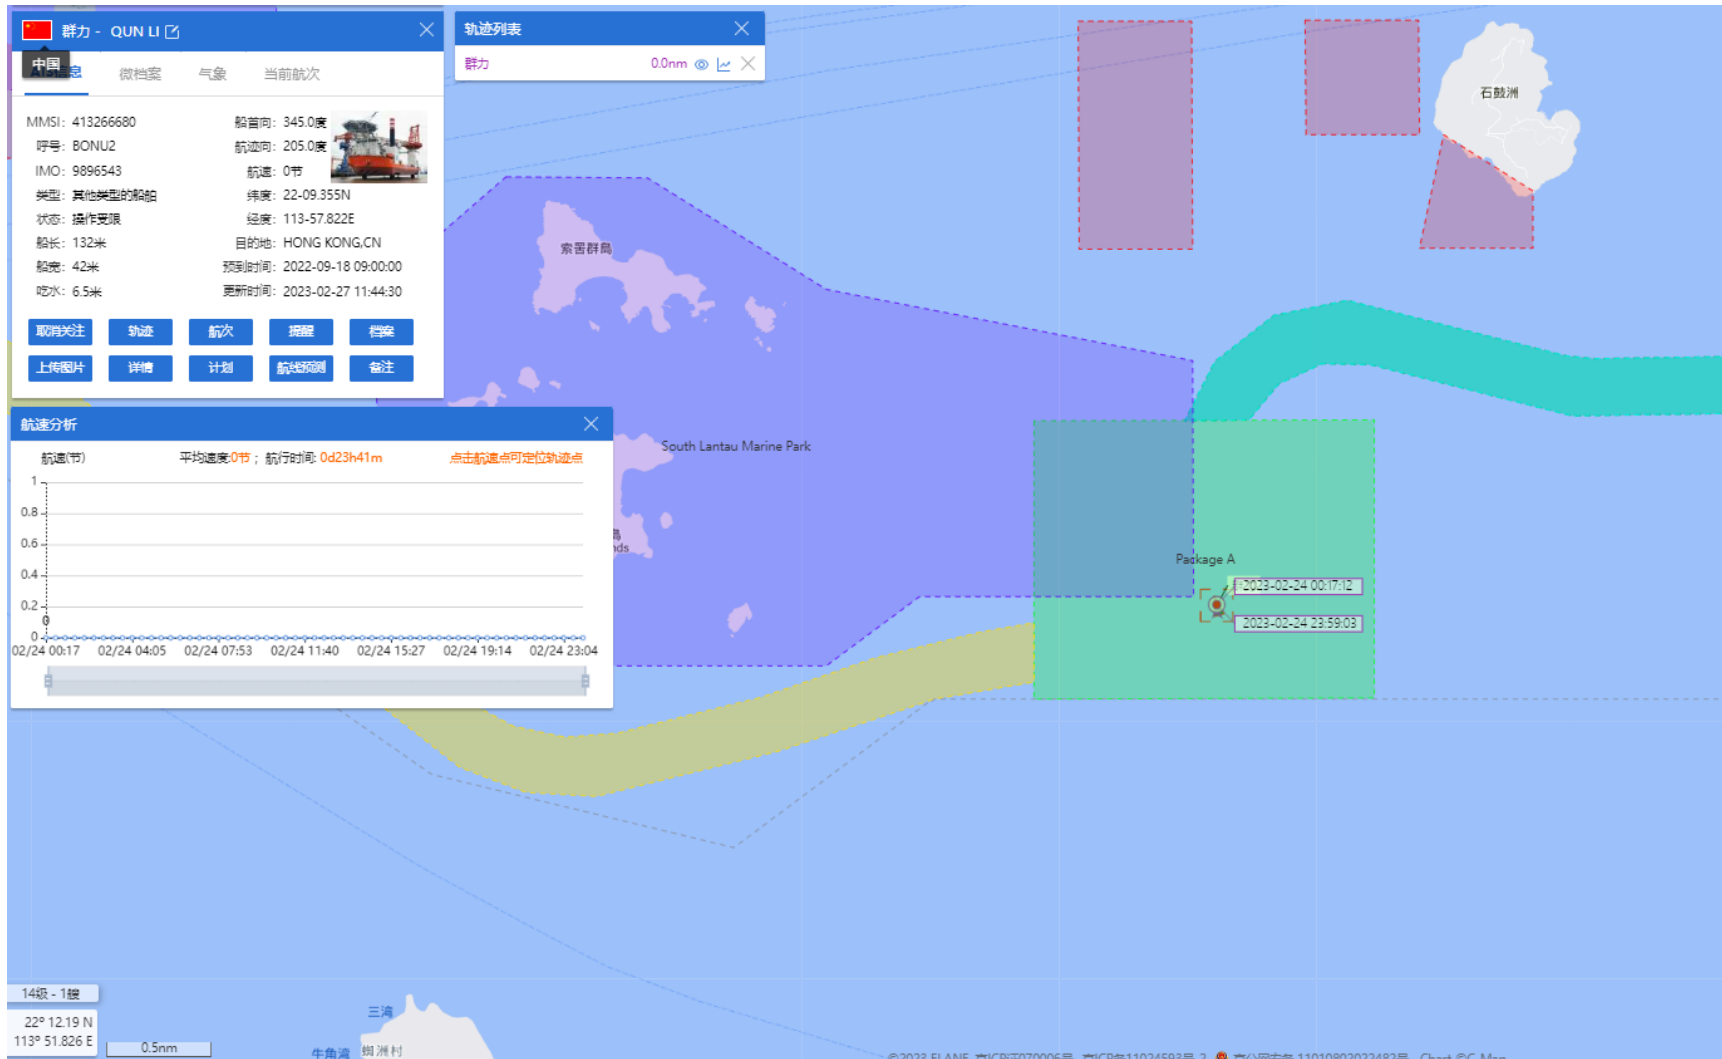 群力 - QUN LI
中国
微档案
气象
当前航次
MMSI: 413266680
船首向: 345.0度
呼号: BONU2
航迹向: 205.0度
IMO: 9896543
航速: 0节
类型: 其他类型的船舶
纬度: 22-09.355N
状态: 操作受限
经度: 113-57.822E
船长: 132米
目的地: HONG KONG,CN
船宽: 42米
预到时间: 2022-09-18 09:00:00
吃水: 6.5米
更新时间: 2023-02-27 11:44:30
取消关注
轨迹
航次
提醒
档案
上传图片
详情
计划
航线预测
备注
轨迹列表
群力
0.0nm
航速分析
航速(节)
平均速度:0节 ; 航行时间: 0d23h41m
点击航速点可定位轨迹点
1
0.8
0.6
0.4
0.2
0
0
02/24 00:17
02/24 04:05
02/24 07:53
02/24 11:40
02/24 15:27
02/24 19:14
02/24 23:04
石鼓洲
索罟群島
South Lantau Marine Park
Package A
2023-02-24 00:17:12
2023-02-24 23:59:03
14级 - 1艘
22º 12.19 N
113º 51.826 E
0.5nm
三湾
牛角湾
蜘洲村